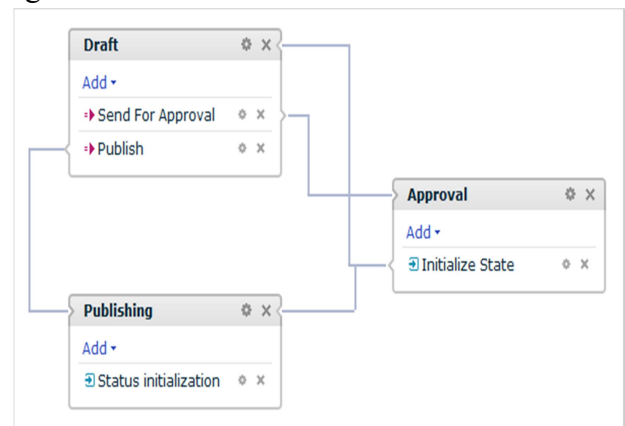 Draft
Add
Send For Approval
Publish
Approval
Add
Initialize State
Publishing
Add
Status initialization